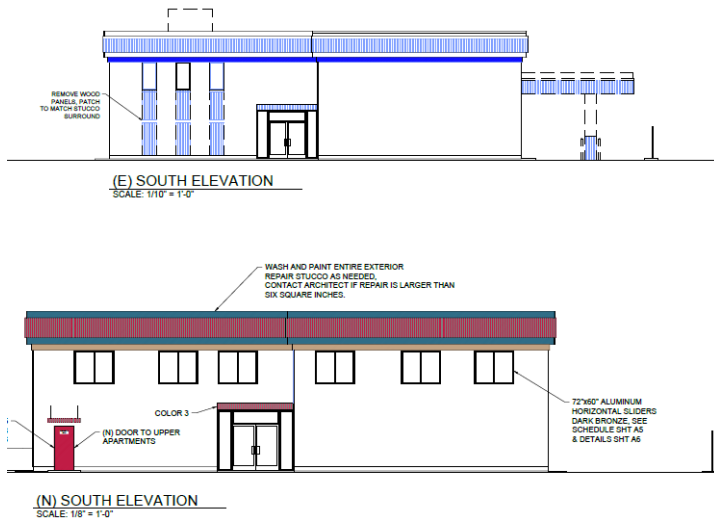 REMOVE WOOD
PANELS, PATCH
TO MATCH STUCCO
SURROUND
(E) SOUTH ELEVATION
SCALE: 1/10" = 1'-0"
WASH AND PAINT ENTIRE EXTERIOR
REPAIR STUCCO AS NEEDED,
CONTACT ARCHITECT IF REPAIR IS LARGER THAN
SIX SQUARE INCHES.
COLOR 3
(N) DOOR TO UPPER
APARTMENTS
72"x60" ALUMINUM
HORIZONTAL SLIDERS
DARK BRONZE, SEE
SCHEDULE SHT A5
& DETAILS SHT A6
(N) SOUTH ELEVATION
SCALE: 1/8" = 1'-0"